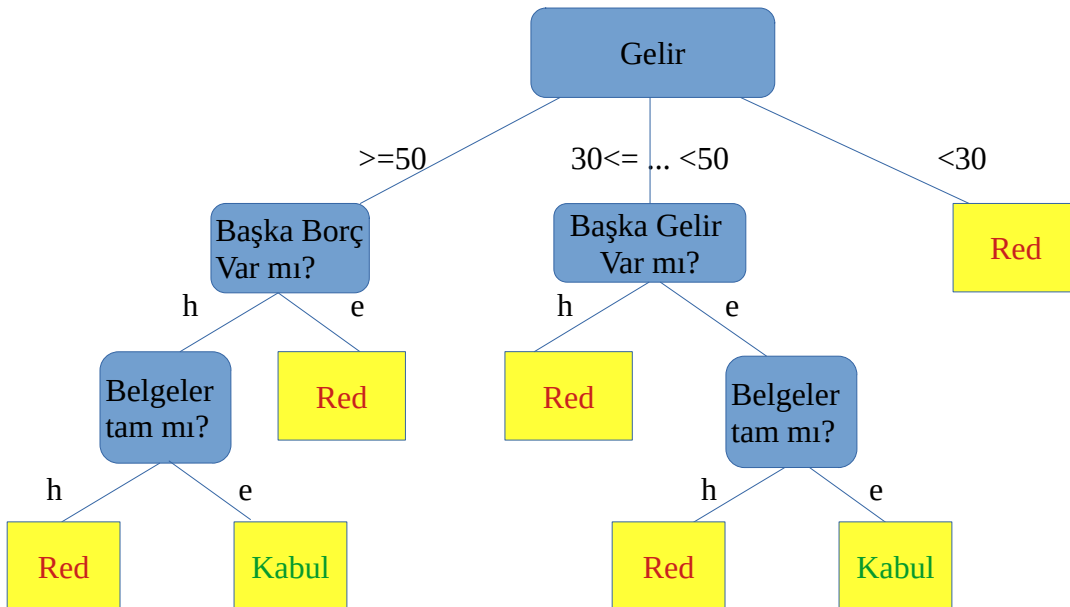 Gelir
>=50
30<= ... <50
<30
Başka Borç
Var mı?
Başka Gelir
Var mı?
Red
h
e
h
e
Belgeler
tam mı?
Red
Red
Belgeler
tam mı?
h
e
h
e
Red
Kabul
Red
Kabul